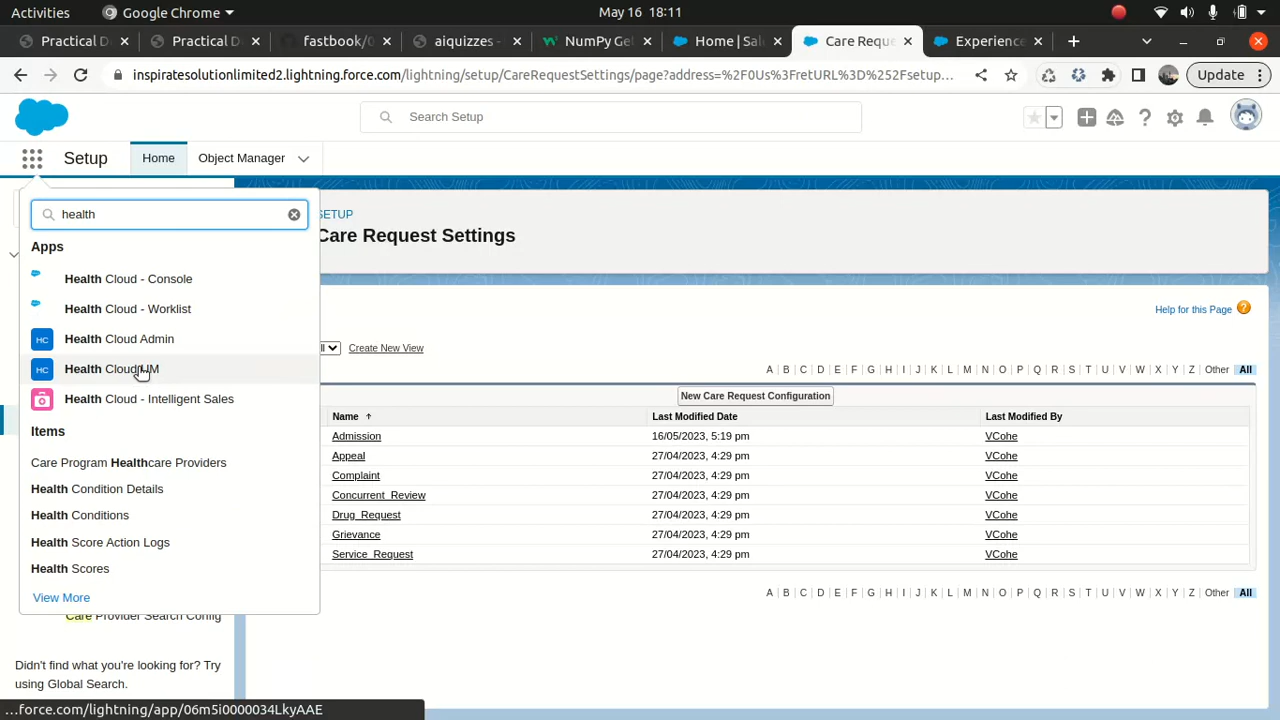 Activities
Google Chrome
May 16 18:11
Practical D
Practical D
fastbook/
aiquizzes -
NumPy Ge
Home | Sal
Care Reque
Experience
inspiratesolutionlimited2.lightning.force.com/lightning/setup/CareRequestSettings/page?address=%2F0Us%3FretURL%3D%252Fsetup...
Update
Search Setup
Setup
Home
Object Manager
health
Apps
Health Cloud - Console
Health Cloud - Worklist
HC Health Cloud Admin
HC Health Cloud UM
Health Cloud - Intelligent Sales
Items
Care Program Healthcare Providers
Health Condition Details
Health Conditions
Health Score Action Logs
Health Scores
View More
Care Provider Search Config
Didn't find what you're looking for? Try
using Global Search.
SETUP
Care Request Settings
Help for this Page
Create New View
A B C D E F G H I J K L M N O P Q R S T U V W X Y Z Other All
New Care Request Configuration
Name Last Modified Date Last Modified By
Admission 16/05/2023, 5:19 pm VCohe
Appeal 27/04/2023, 4:29 pm VCohe
Complaint 27/04/2023, 4:29 pm VCohe
Concurrent_Review 27/04/2023, 4:29 pm VCohe
Drug_Request 27/04/2023, 4:29 pm VCohe
Grievance 27/04/2023, 4:29 pm VCohe
Service_Request 27/04/2023, 4:29 pm VCohe
A B C D E F G H I J K L M N O P Q R S T U V W X Y Z Other All
...force.com/lightning/app/06m5i0000034LkyAAE